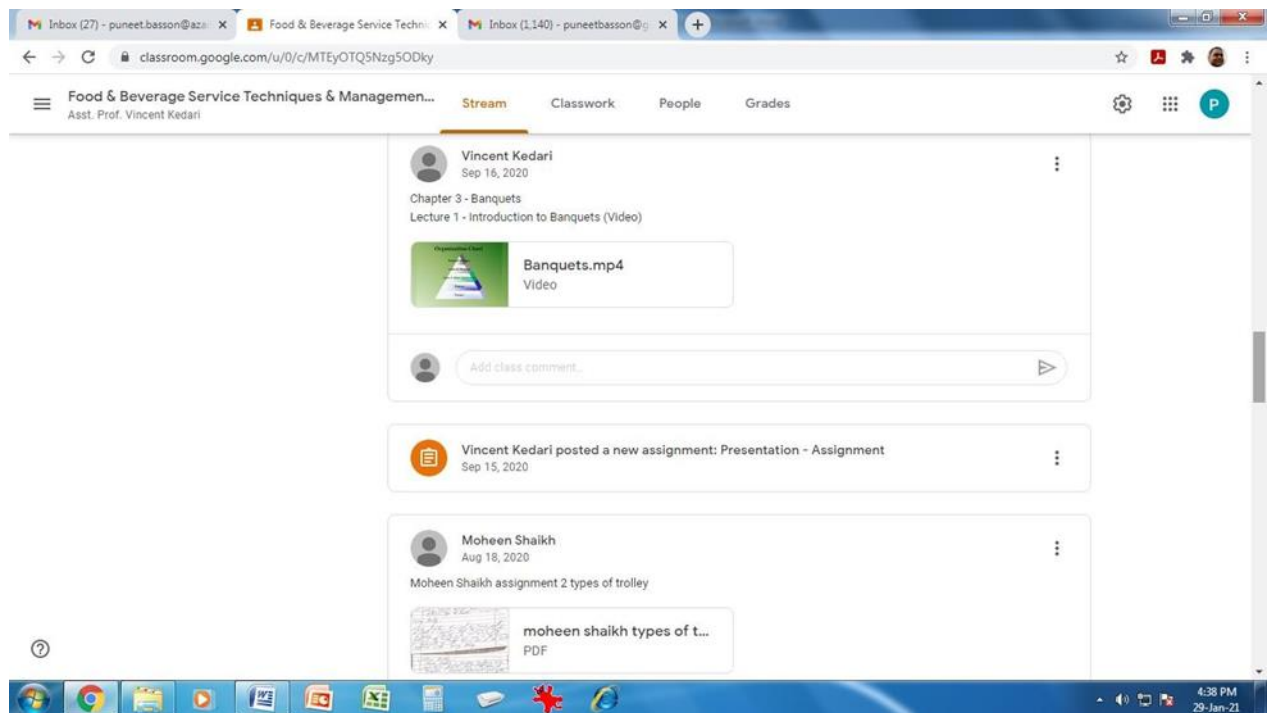 Inbox (27) - puneet.basson@aza
Food & Beverage Service Techni
Inbox (1,140) - puneetbasson@g
classroom.google.com/u/0/c/MTEyOTQ5Nzg5ODky
Food & Beverage Service Techniques & Managemen...
Asst. Prof. Vincent Kedari
Stream
Classwork
People
Grades
P
Vincent Kedari
Sep 16, 2020
Chapter 3 - Banquets
Lecture 1 - Introduction to Banquets (Video)
Organization Chart
Banquets.mp4
Video
Add class comment...
Vincent Kedari posted a new assignment: Presentation - Assignment
Sep 15, 2020
Moheen Shaikh
Aug 18, 2020
Moheen Shaikh assignment 2 types of trolley
moheen shaikh types of t...
PDF
4:38 PM
29-Jan-21